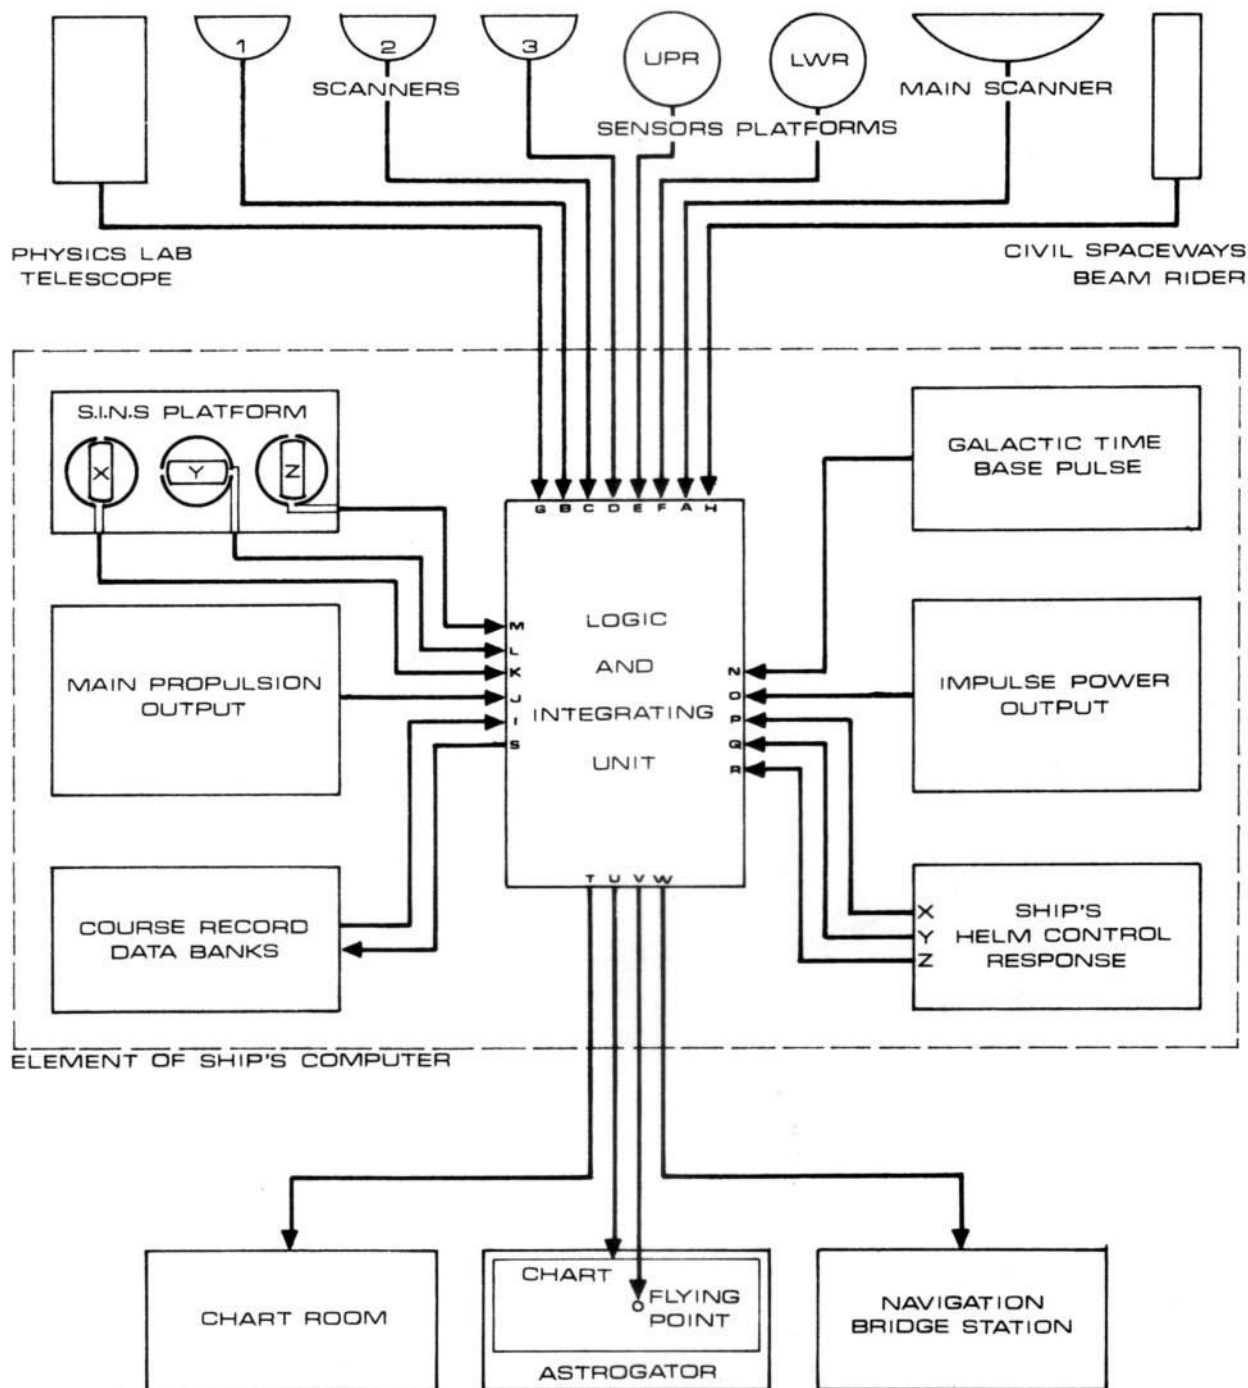 1
2
3
UPR
LWR
SCANNERS
MAIN SCANNER
SENSORS PLATFORMS
PHYSICS LAB
TELESCOPE
CIVIL SPACEWAYS
BEAM RIDER
S.I.N.S PLATFORM
X
Y
Z
GALACTIC TIME
BASE PULSE
G B C D E F A H
MAIN PROPULSION
OUTPUT
M
L
K
J
I
S
LOGIC
AND
INTEGRATING
UNIT
N
O
P
Q
R
IMPULSE POWER
OUTPUT
T U V W
COURSE RECORD
DATA BANKS
X
Y
Z
SHIP'S
HELM CONTROL
RESPONSE
ELEMENT OF SHIP'S COMPUTER
CHART ROOM
CHART
FLYING
POINT
ASTROGATOR
NAVIGATION
BRIDGE STATION